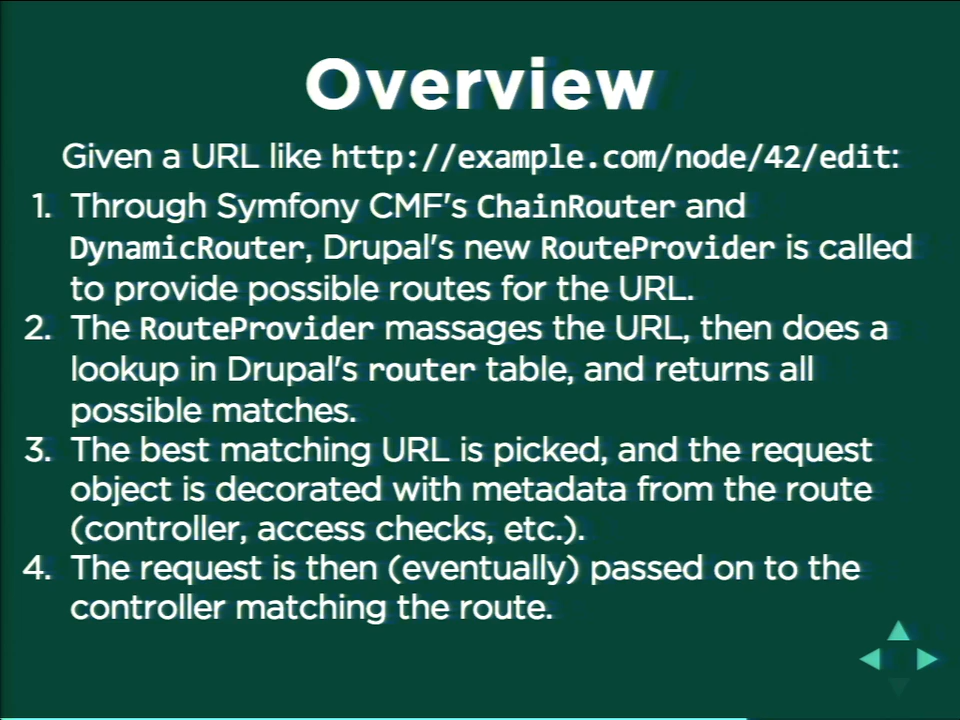 Overview
Given a URL like http://example.com/node/42/edit:
1. Through Symfony CMF's ChainRouter and
DynamicRouter, Drupal's new RouteProvider is called
to provide possible routes for the URL.
2. The RouteProvider massages the URL, then does a
lookup in Drupal's router table, and returns all
possible matches.
3. The best matching URL is picked, and the request
object is decorated with metadata from the route
(controller, access checks, etc.).
4. The request is then (eventually) passed on to the
controller matching the route.